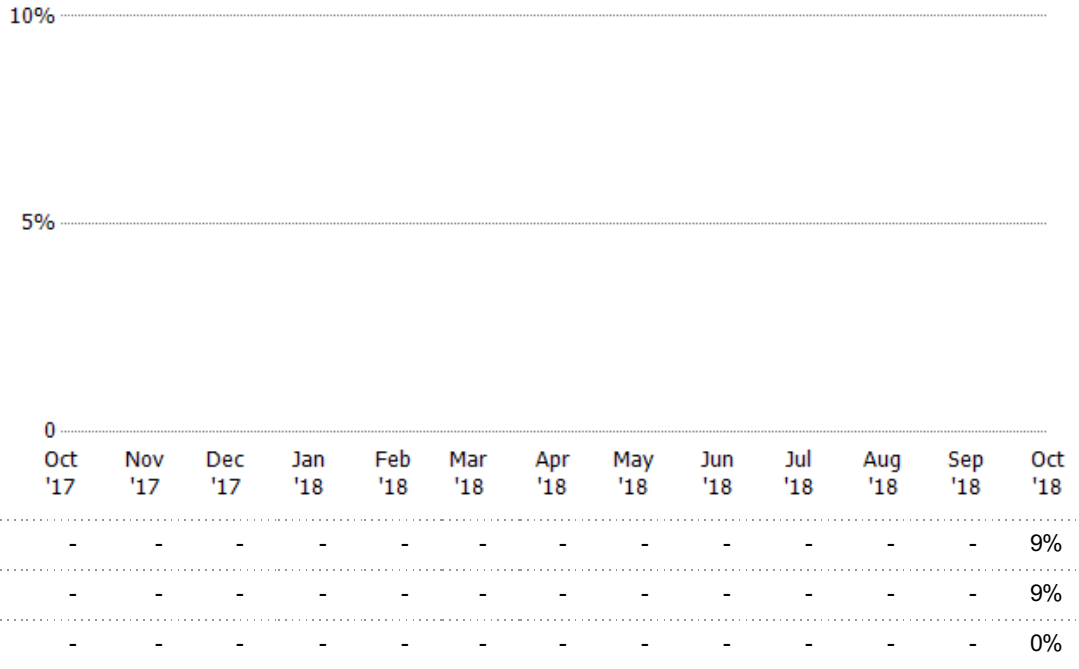 10%
5%
0
Oct Nov Dec Jan Feb Mar Apr May Jun Jul Aug Sep Oct
'17 '17 '17 '18 '18 '18 '18 '18 '18 '18 '18 '18 '18
- - - - - - - - - - - - 9%
- - - - - - - - - - - - 9%
- - - - - - - - - - - - 0%